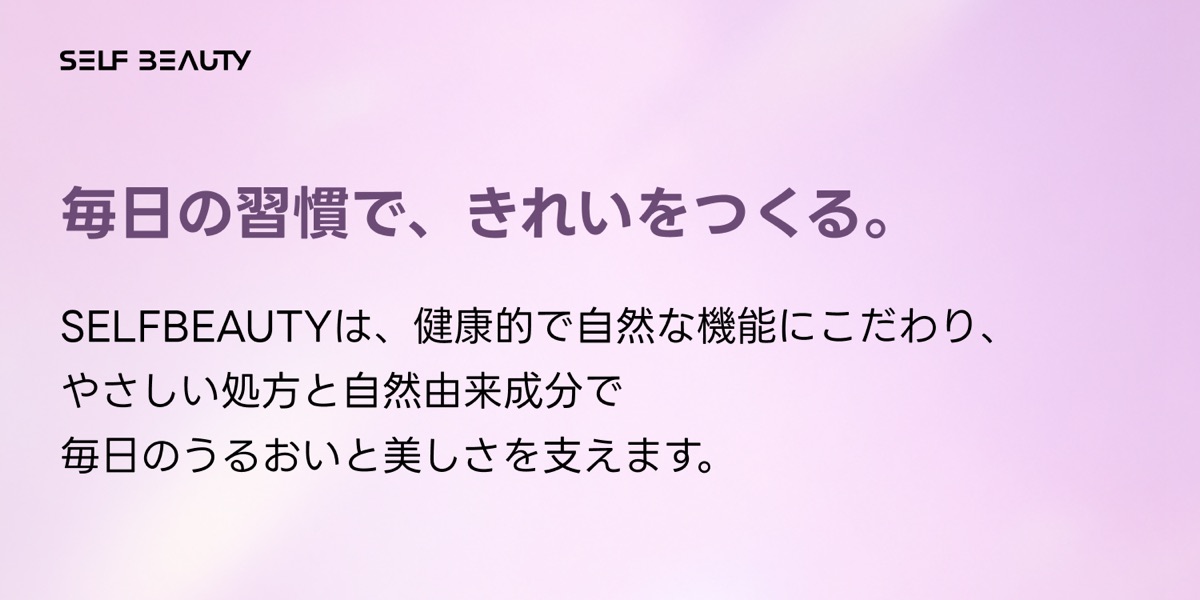 SELF BEAUTY
毎日の習慣で、きれいをつくる。
SELFBEAUTYは、健康的で自然な機能にこだわり、
やさしい処方と自然由来成分で
毎日のうるおいと美しさを支えます。